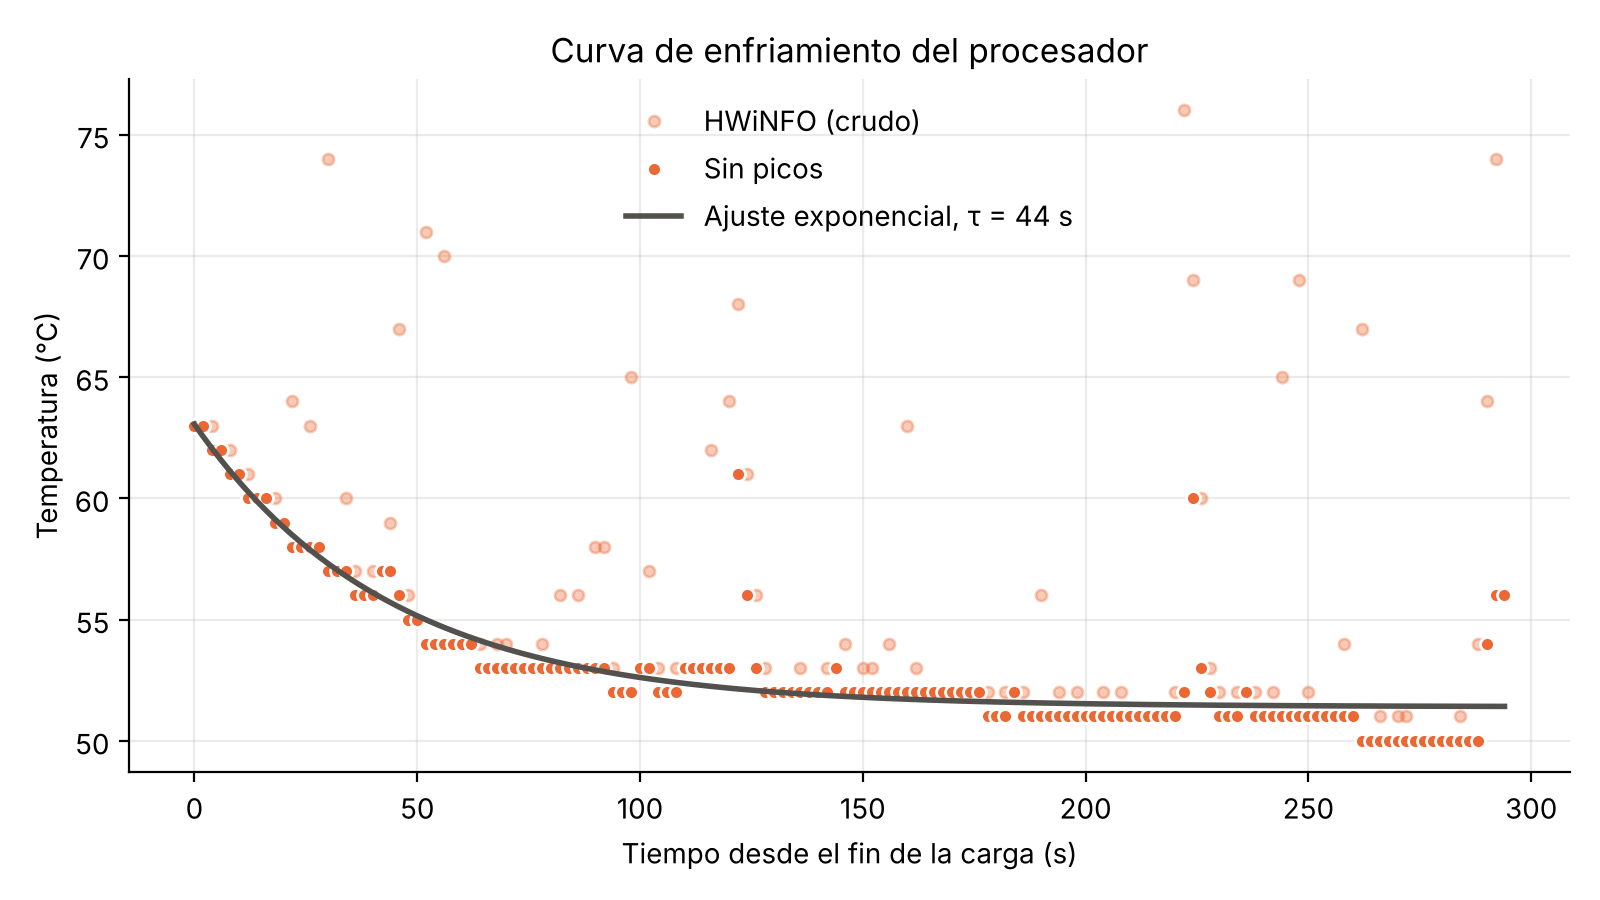 Curva de enfriamiento del procesador
HWiNFO (crudo)
Sin picos
Ajuste exponencial, τ = 44 s
Temperatura (°C)
75
70
65
60
55
50
0 50 100 150 200 250 300
Tiempo desde el fin de la carga (s)